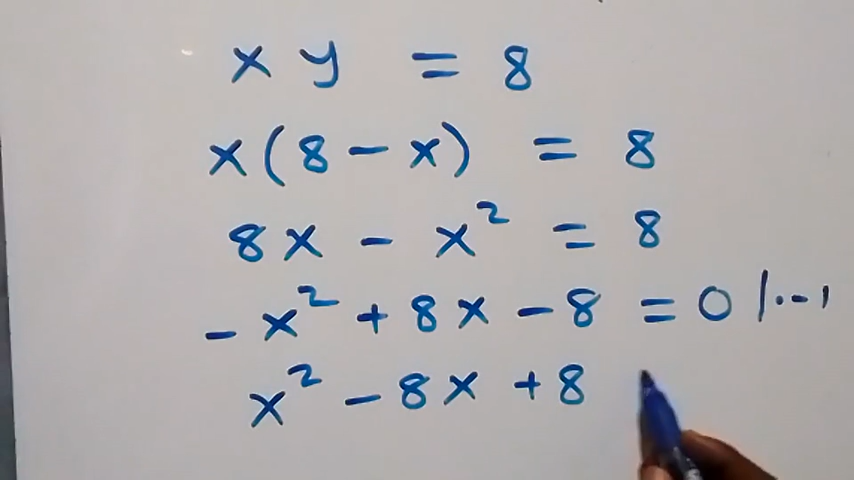 x y = 8
x(8 - x) = 8
8x - x² = 8
- x² + 8x - 8 = 0 |·-1
x² - 8x + 8